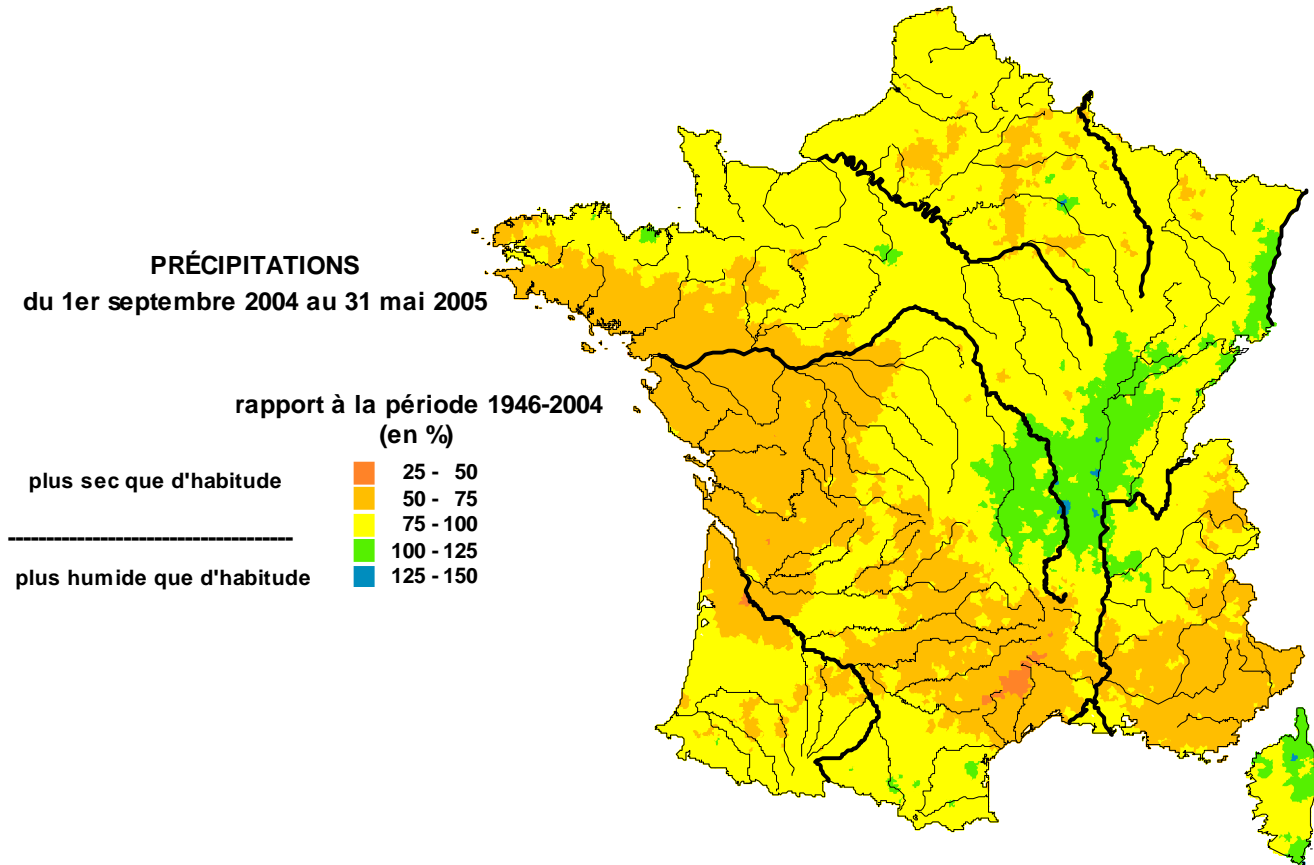 PRÉCIPITATIONS
du 1er septembre 2004 au 31 mai 2005
rapport à la période 1946-2004
(en %)
plus sec que d'habitude
25 - 50
50 - 75
75 - 100
100 - 125
125 - 150
plus humide que d'habitude